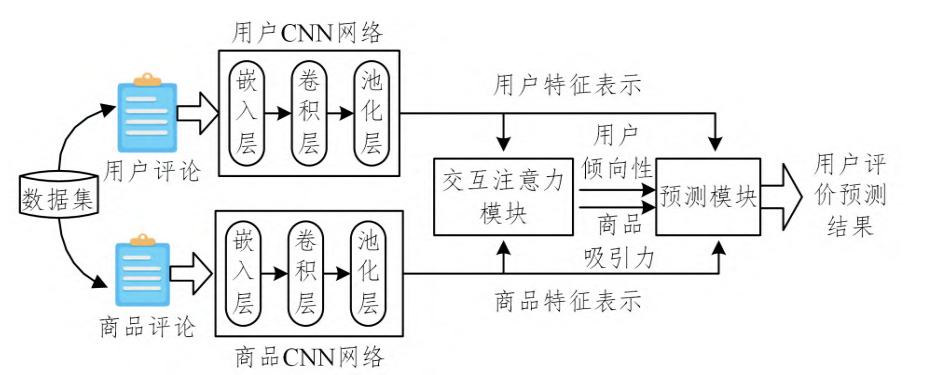 用户CNN网络
嵌入层
卷积层
池化层
用户特征表示
用户评论
数据集
交互注意力
模块
用户
倾向性
商品
吸引力
预测模块
用户评
价预测
结果
嵌入层
卷积层
池化层
商品特征表示
商品评论
商品CNN网络